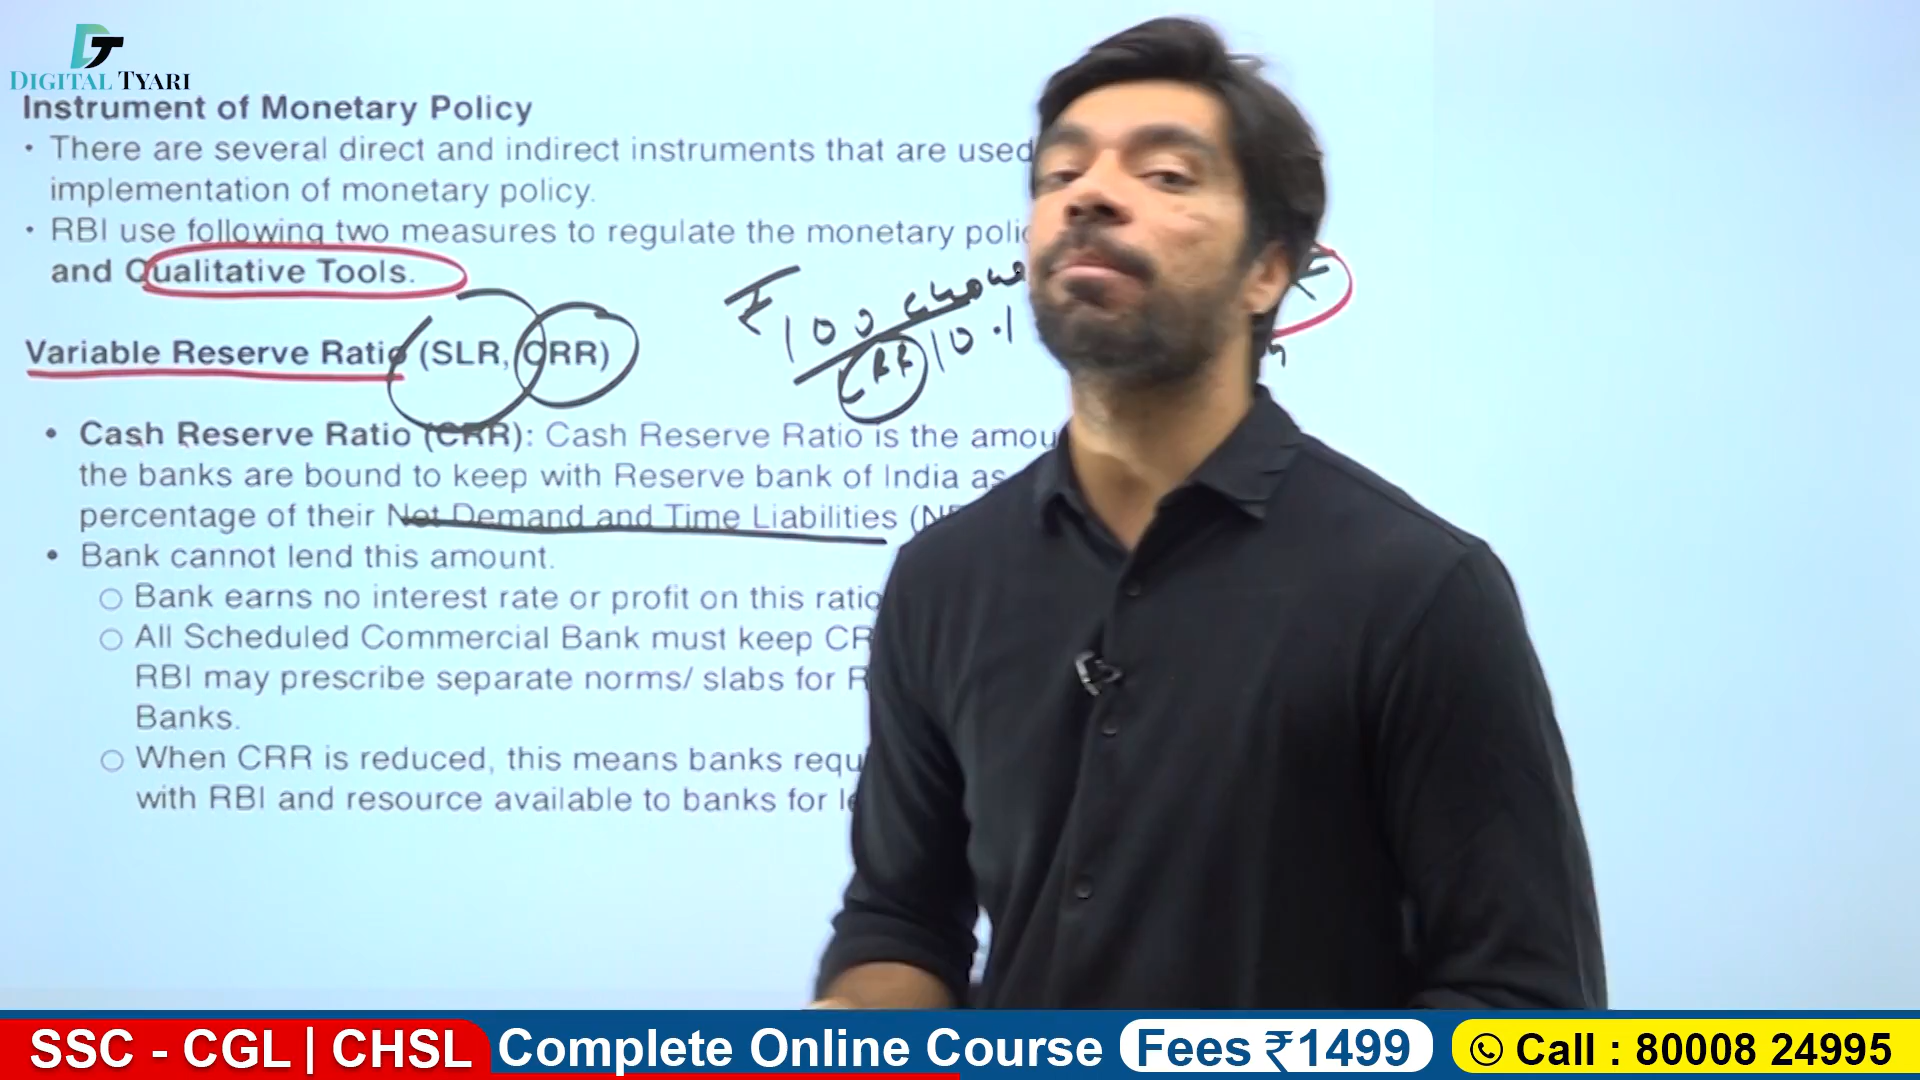 DT
DIGITAL TYARI
Instrument of Monetary Policy
• There are several direct and indirect instruments that are used
implementation of monetary policy.
• RBI use following two measures to regulate the monetary
and Qualitative Tools.
₹100
CRR 10%
Variable Reserve Ratio (SLR, CRR)
• Cash Reserve Ratio (CRR): Cash Reserve Ratio is the
the banks are bound to keep with Reserve bank of India as
percentage of their Net Demand and Time Liabilities
• Bank cannot lend this amount.
○ Bank earns no interest rate or profit on this
○ All Scheduled Commercial Bank must keep
RBI may prescribe separate norms/ slabs for
Banks.
○ When CRR is reduced, this means banks
with RBI and resource available to banks for
SSC - CGL | CHSL Complete Online Course Fees ₹1499 Call : 80008 24995